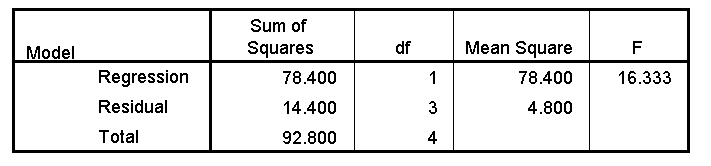 Model Sum of Squares df Mean Square F
Regression 78.400 1 78.400 16.333
Residual 14.400 3 4.800
Total 92.800 4